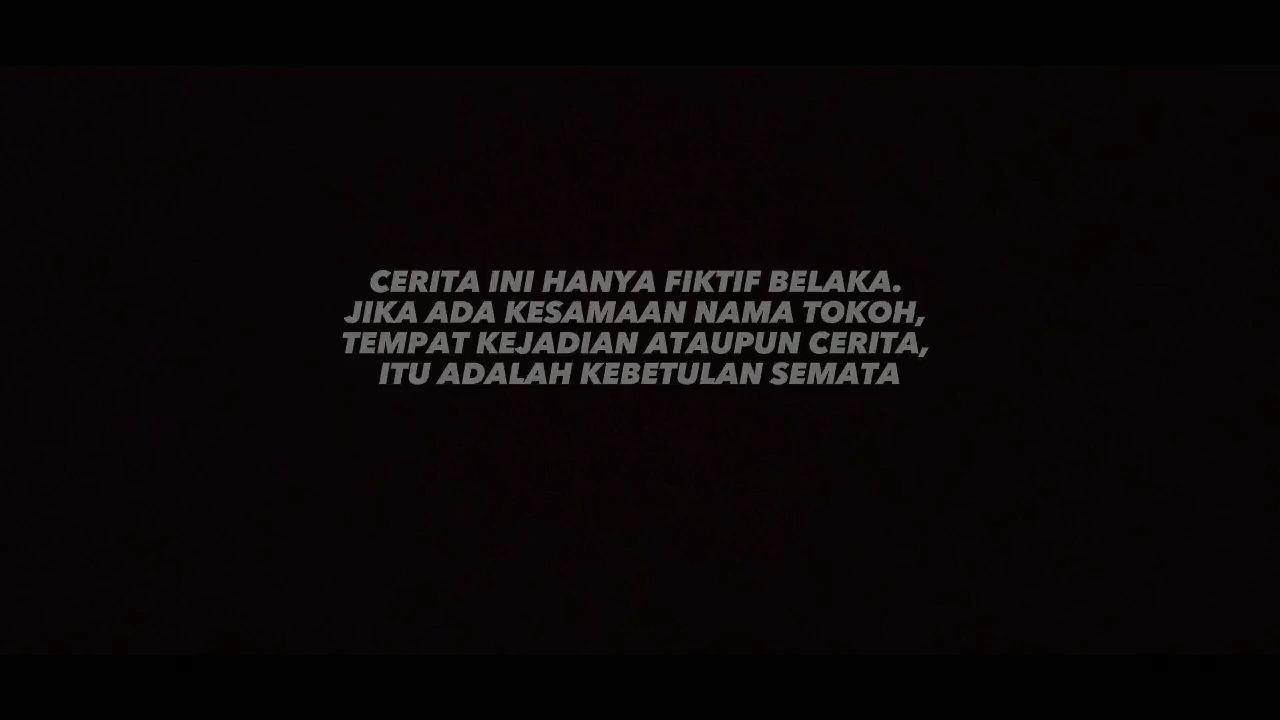 CERITA INI HANYA FIKTIF BELAKA.
JIKA ADA KESAMAAN NAMA TOKOH,
TEMPAT KEJADIAN ATAUPUN CERITA,
ITU ADALAH KEBETULAN SEMATA